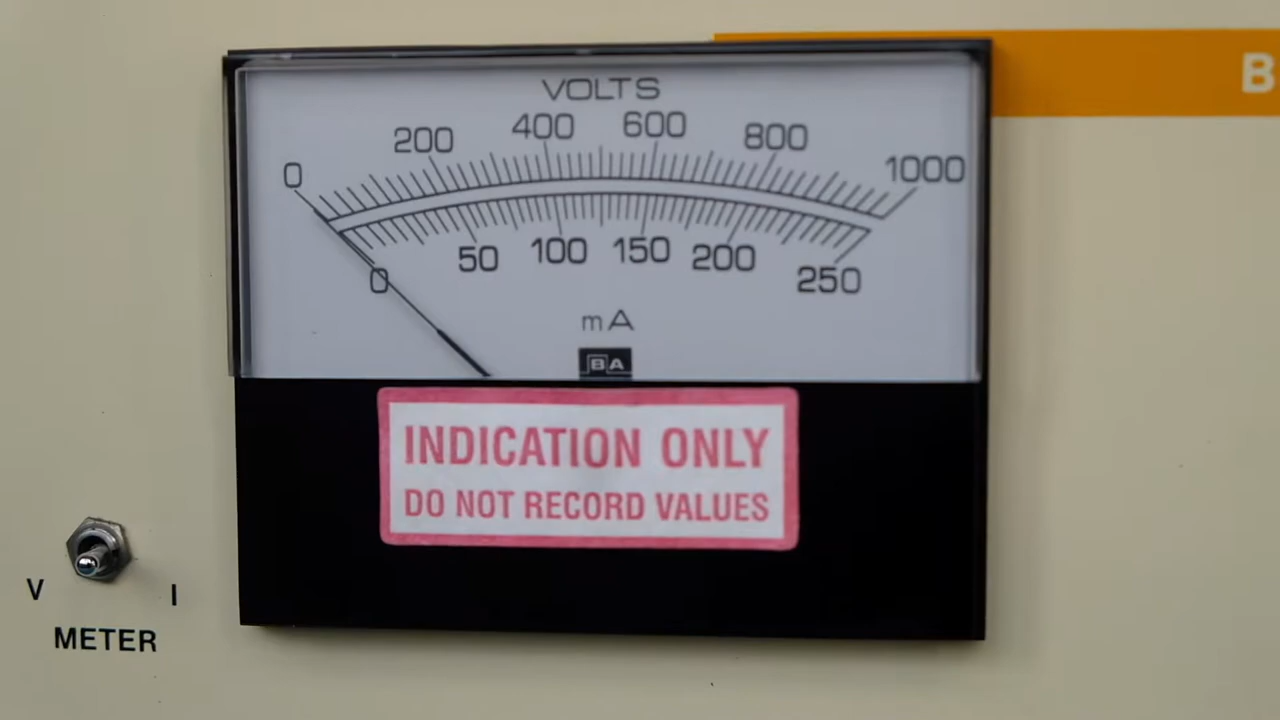 B
VOLTS
0 200 400 600 800 1000
0 50 100 150 200 250
mA
BA
INDICATION ONLY
DO NOT RECORD VALUES
V I
METER